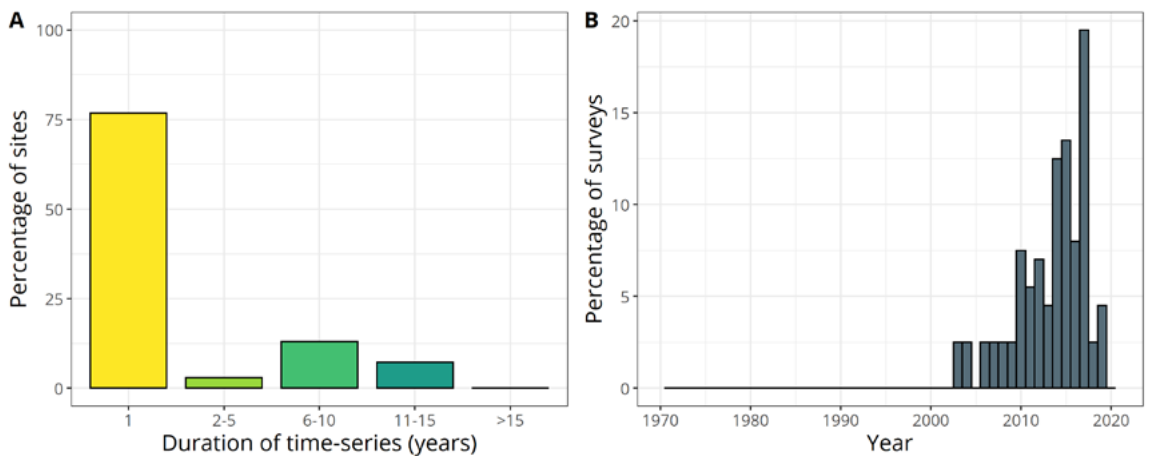 A
Percentage of sites
100
75
50
25
0
1 2-5 6-10 11-15 >15
Duration of time-series (years)
B
Percentage of surveys
20
15
10
5
0
1970 1980 1990 2000 2010 2020
Year